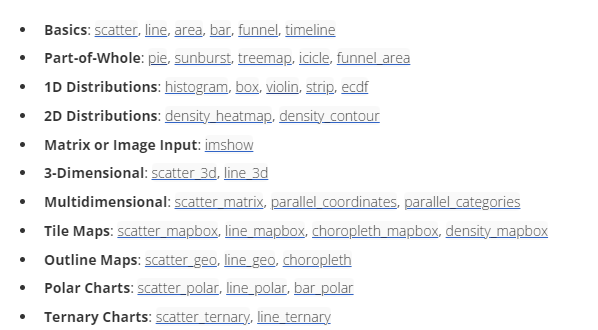 Basics: scatter, line, area, bar, funnel, timeline
Part-of-Whole: pie, sunburst, treemap, icicle, funnel_area
1D Distributions: histogram, box, violin, strip, ecdf
2D Distributions: density_heatmap, density_contour
Matrix or Image Input: imshow
3-Dimensional: scatter_3d, line_3d
Multidimensional: scatter_matrix, parallel_coordinates, parallel_categories
Tile Maps: scatter_mapbox, line_mapbox, choropleth_mapbox, density_mapbox
Outline Maps: scatter_geo, line_geo, choropleth
Polar Charts: scatter_polar, line_polar, bar_polar
Ternary Charts: scatter_ternary, line_ternary